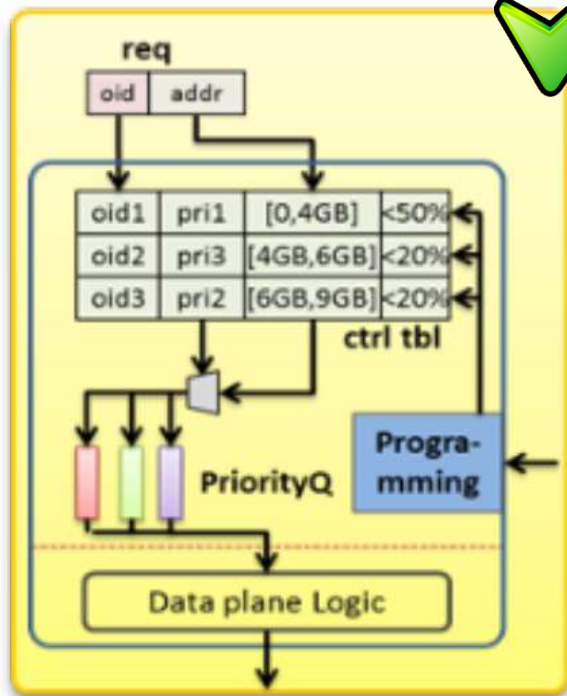 req
oid addr
oid1 pri1 [0,4GB] <50%
oid2 pri3 [4GB,6GB] <20%
oid3 pri2 [6GB,9GB] <20%
ctrl tbl
Progra-
mming
PriorityQ
Data plane Logic